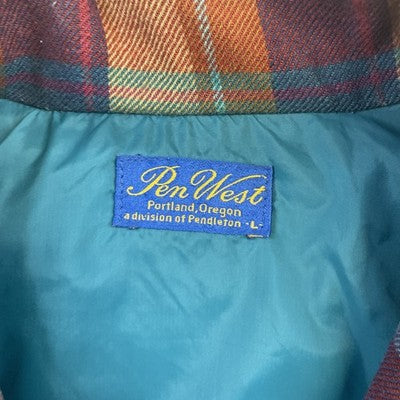 Pen West
Portland, Oregon
a division of Pendleton -L-